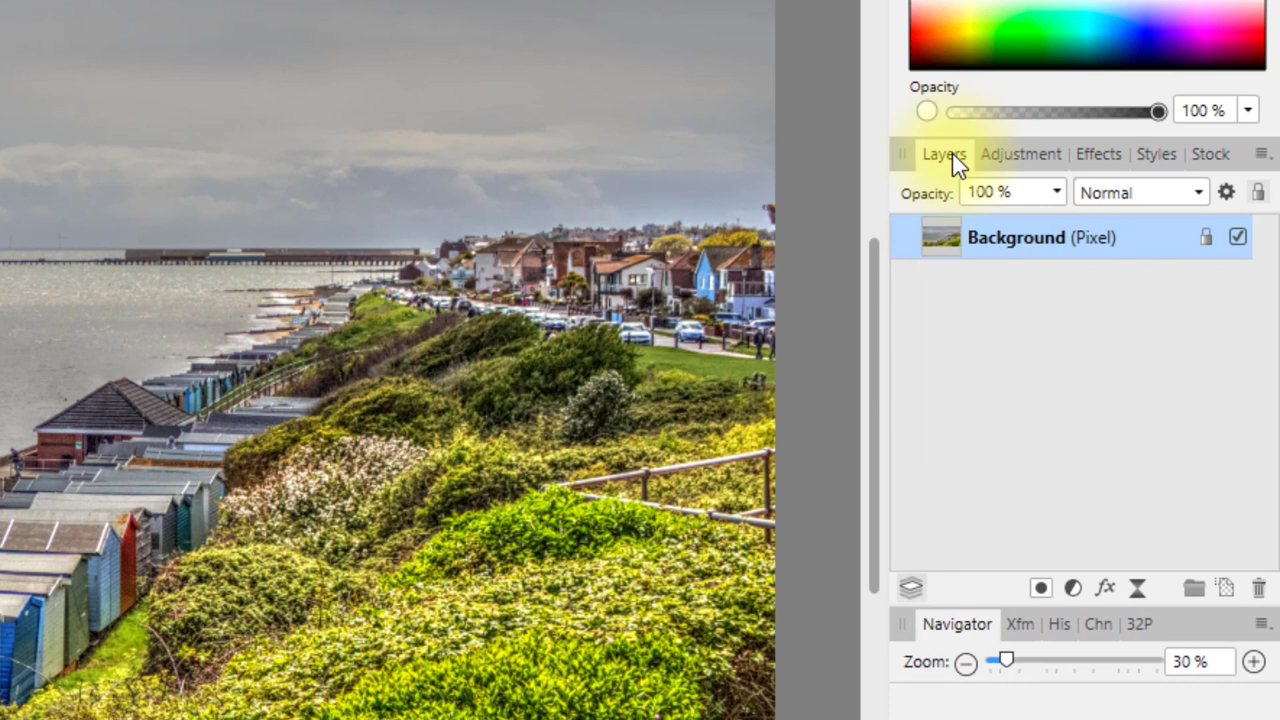 Opacity
100 %
Layers Adjustment | Effects | Styles | Stock
Opacity: 100 % Normal
Background (Pixel)
fx
Navigator Xfm | His | Chn | 32P
Zoom: 30 %